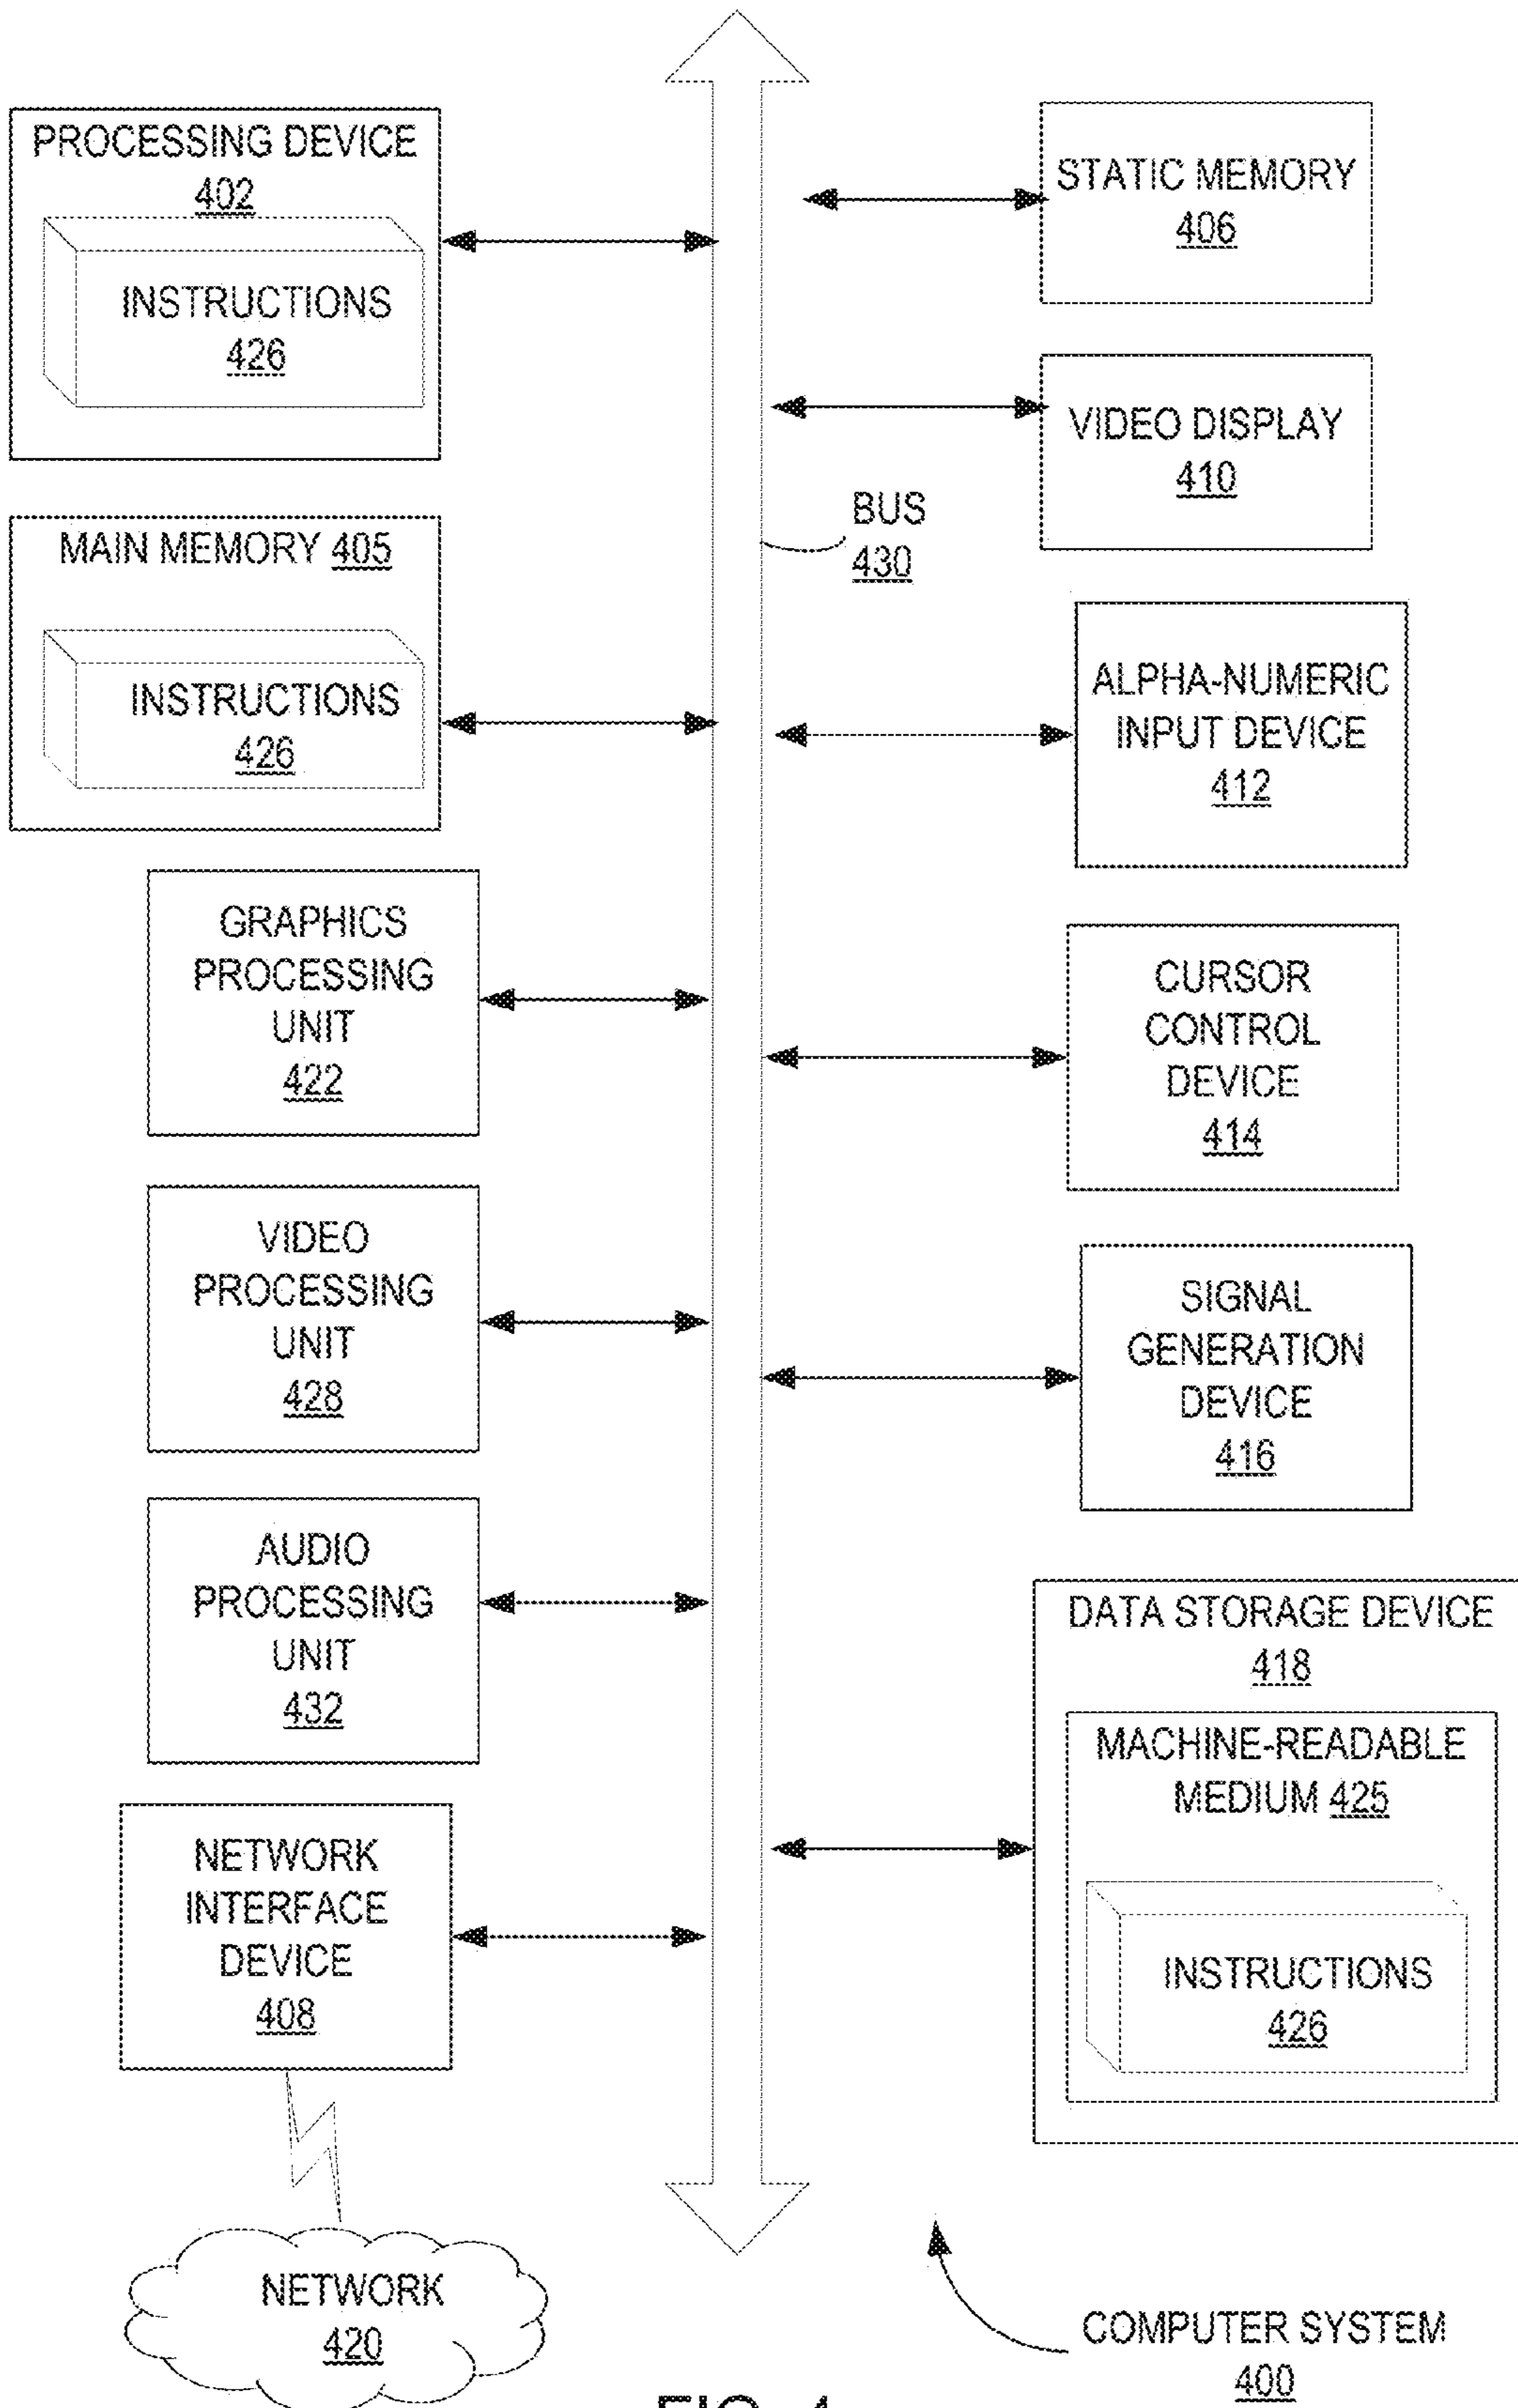 PROCESSING DEVICE
402
INSTRUCTIONS
426
MAIN MEMORY 405
INSTRUCTIONS
426
GRAPHICS
PROCESSING
UNIT
422
VIDEO
PROCESSING
UNIT
428
AUDIO
PROCESSING
UNIT
432
NETWORK
INTERFACE
DEVICE
408
NETWORK
420
BUS
430
STATIC MEMORY
406
VIDEO DISPLAY
410
ALPHA-NUMERIC
INPUT DEVICE
412
CURSOR
CONTROL
DEVICE
414
SIGNAL
GENERATION
DEVICE
416
DATA STORAGE DEVICE
418
MACHINE-READABLE
MEDIUM 425
INSTRUCTIONS
426
COMPUTER SYSTEM
400